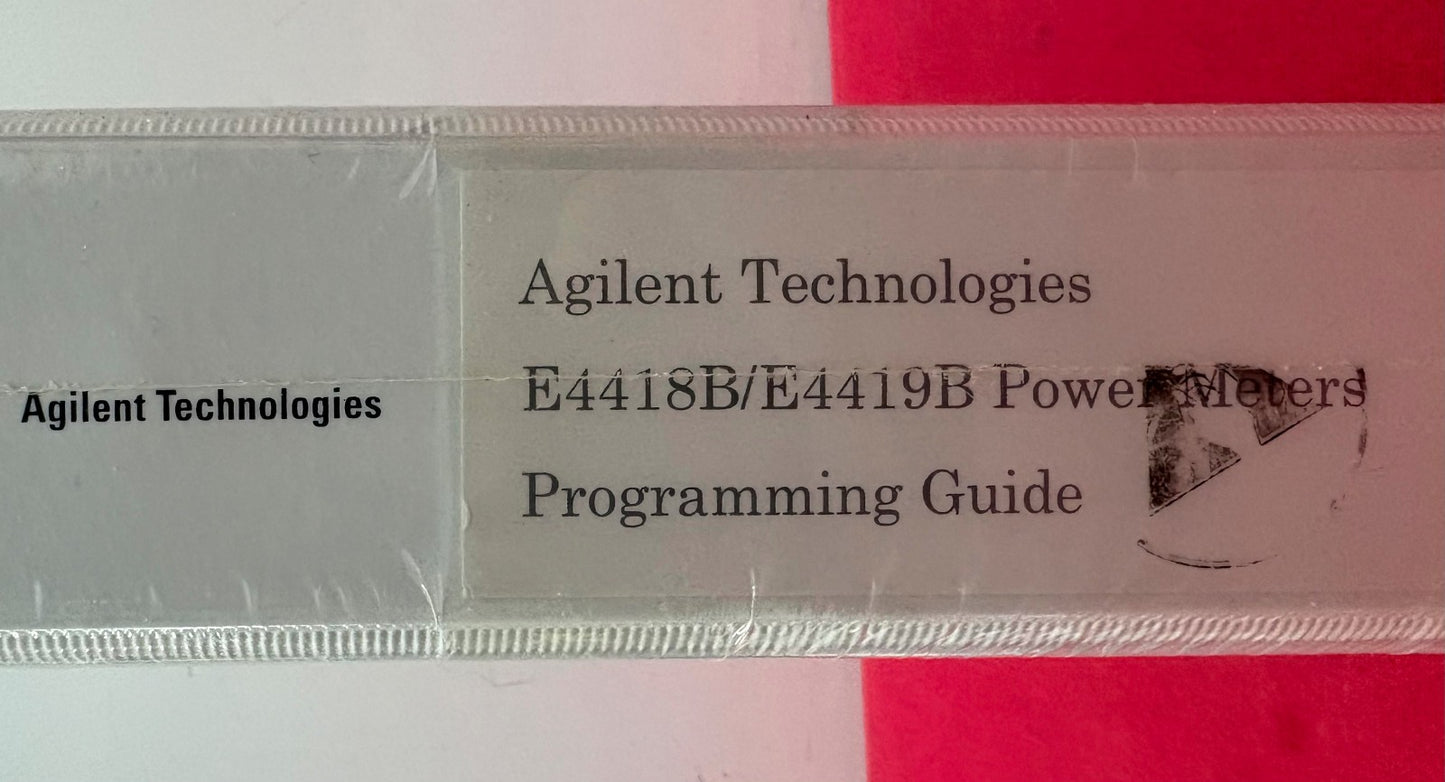 Agilent Technologies
Agilent Technologies
E4418B/E4419B Power Meters
Programming Guide